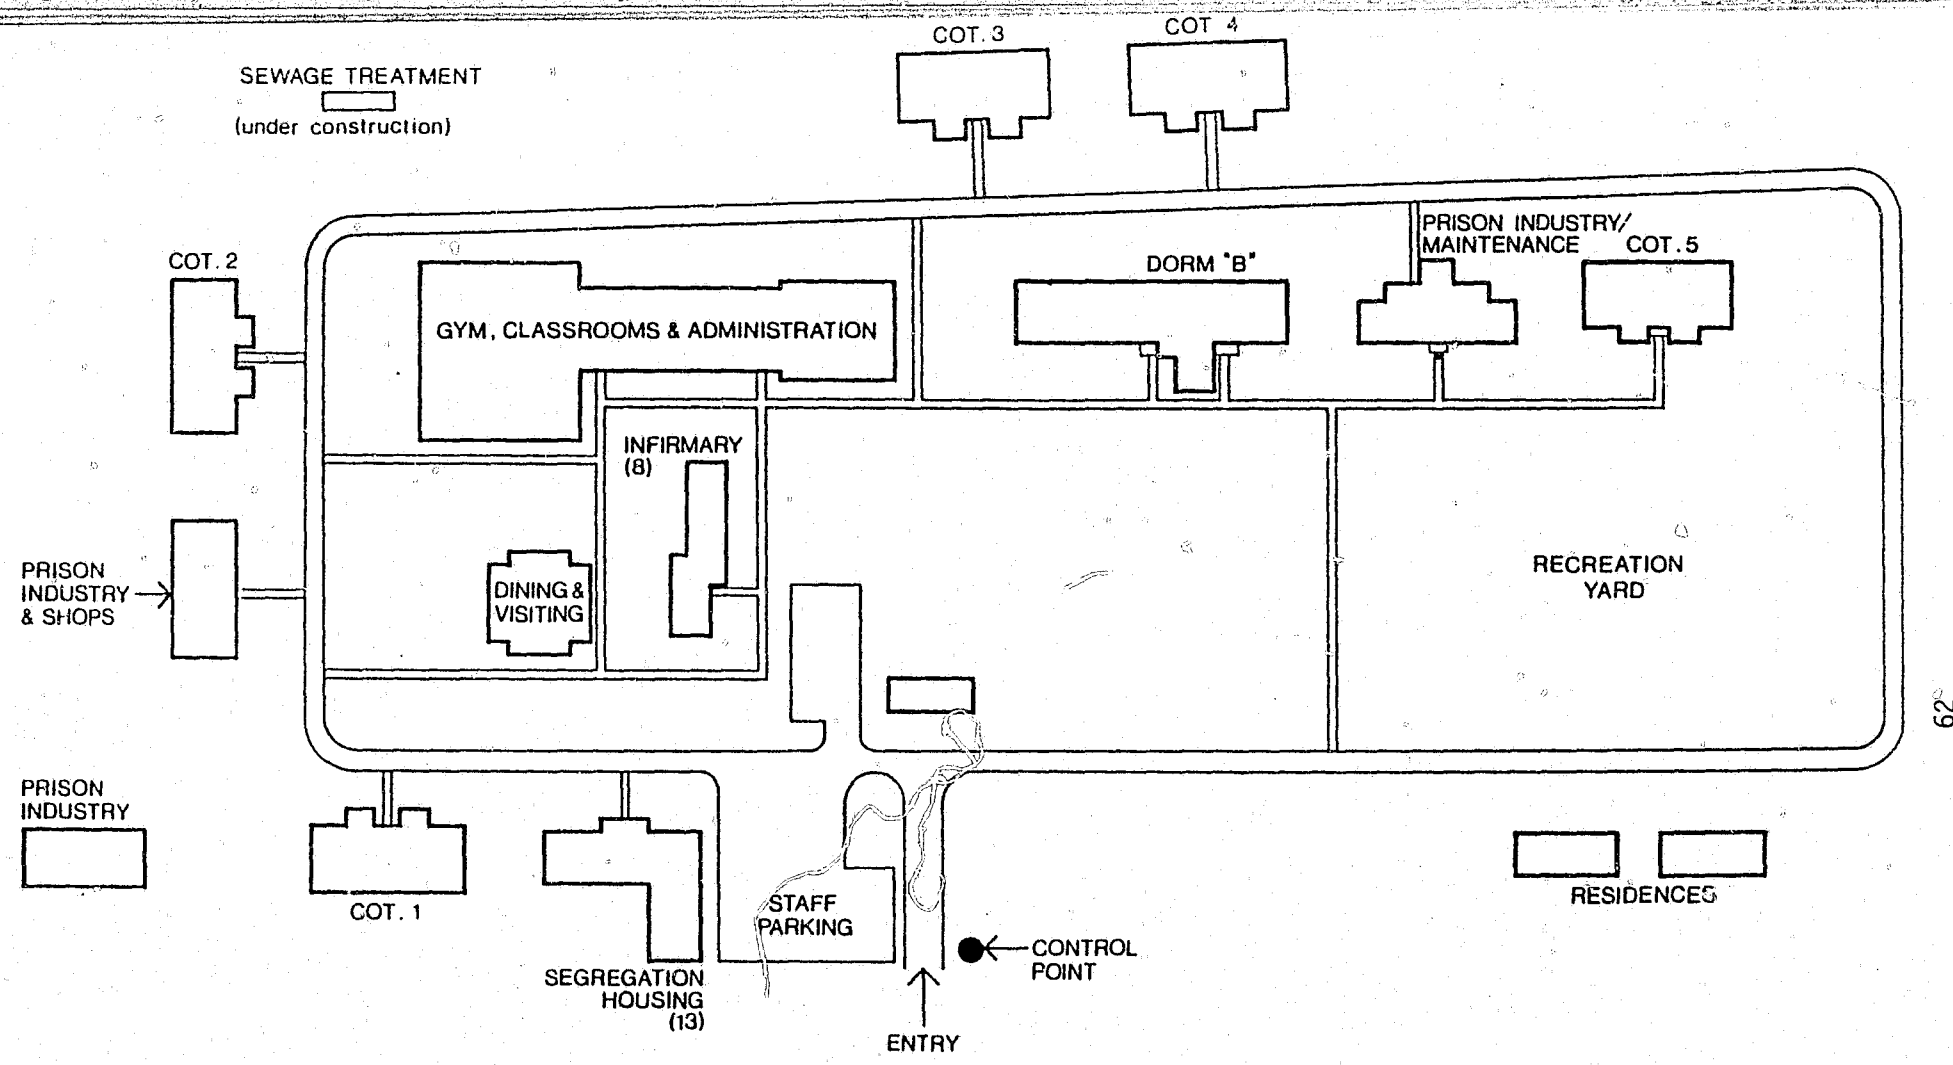 COT. 3
COT 4
SEWAGE TREATMENT
(under construction)
PRISON INDUSTRY/
MAINTENANCE
COT. 5
COT. 2
DORM "B"
GYM, CLASSROOMS & ADMINISTRATION
INFIRMARY
(8)
PRISON
INDUSTRY
& SHOPS
DINING &
VISITING
RECREATION
YARD
62
PRISON
INDUSTRY
COT. 1
STAFF
PARKING
RESIDENCES
CONTROL
POINT
SEGREGATION
HOUSING
(13)
ENTRY